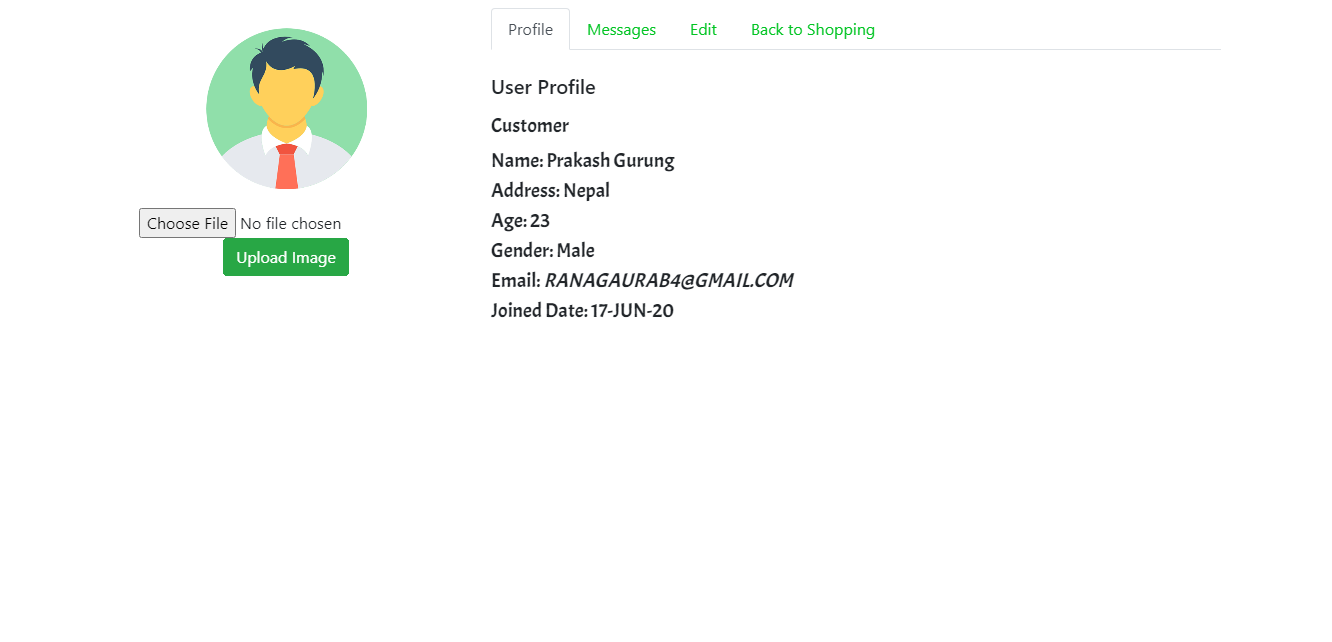 Profile Messages Edit Back to Shopping
User Profile
Customer
Name: Prakash Gurung
Address: Nepal
Age: 23
Gender: Male
Email: RANAGAURAB4@GMAIL.COM
Joined Date: 17-JUN-20
Choose File No file chosen
Upload Image